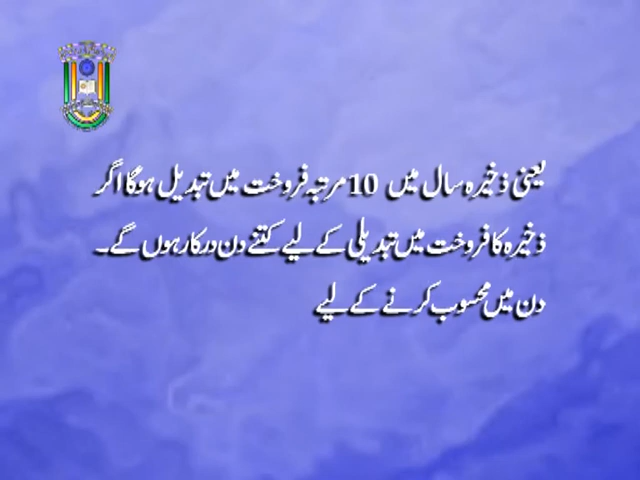 یعنی ذخیرہ سال میں 10 مرتبہ فروخت میں تبدیل ہوگا اگر
ذخیرہ کا فروخت میں تبدیلی کے لیے کتنے دن درکار ہوں گے۔
دن میں محسوب کرنے کے لیے